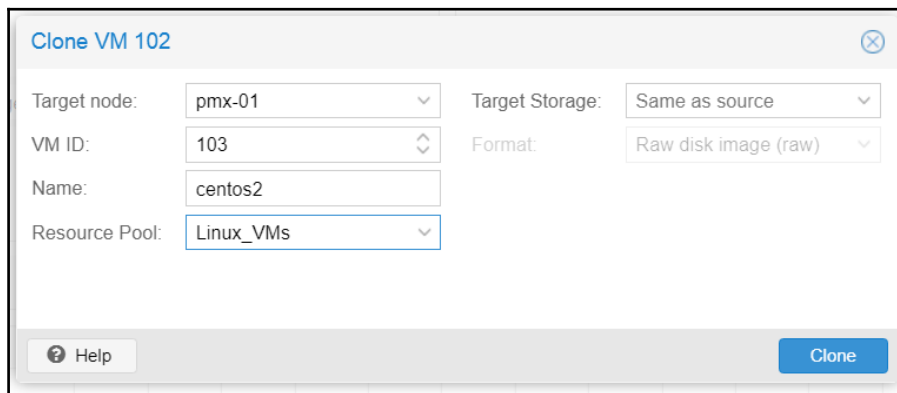 Clone VM 102
Target node: pmx-01 Target Storage: Same as source
VM ID: 103 Format: Raw disk image (raw)
Name: centos2
Resource Pool: Linux_VMs
Help Clone